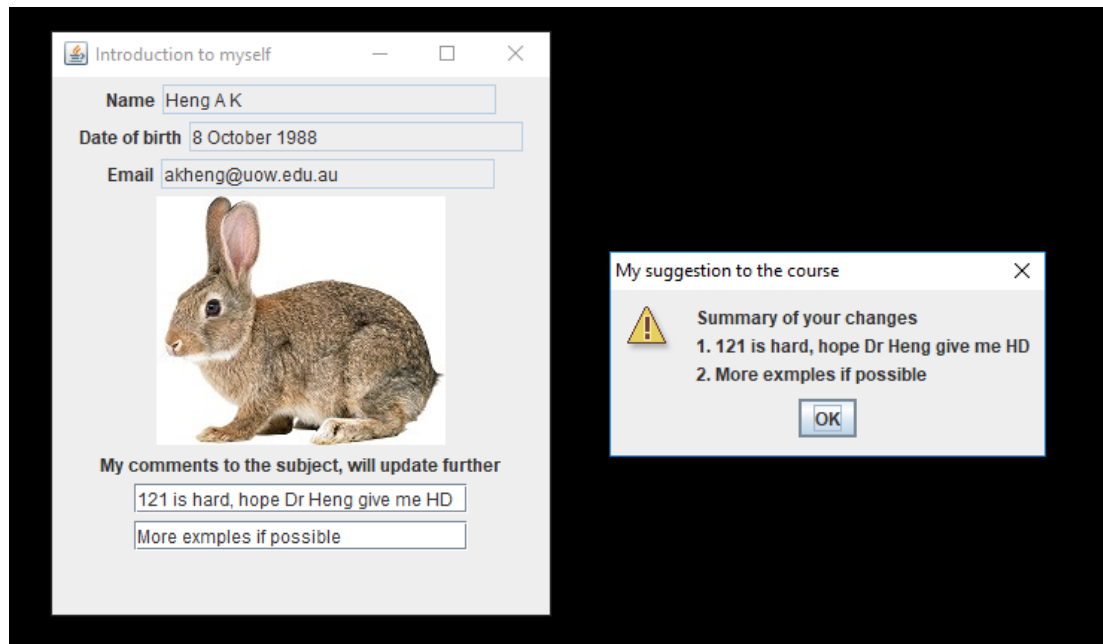 Introduction to myself
Name Heng A K
Date of birth 8 October 1988
Email akheng@uow.edu.au
My comments to the subject, will update further
121 is hard, hope Dr Heng give me HD
More exmples if possible
My suggestion to the course
Summary of your changes
1. 121 is hard, hope Dr Heng give me HD
2. More exmples if possible
OK